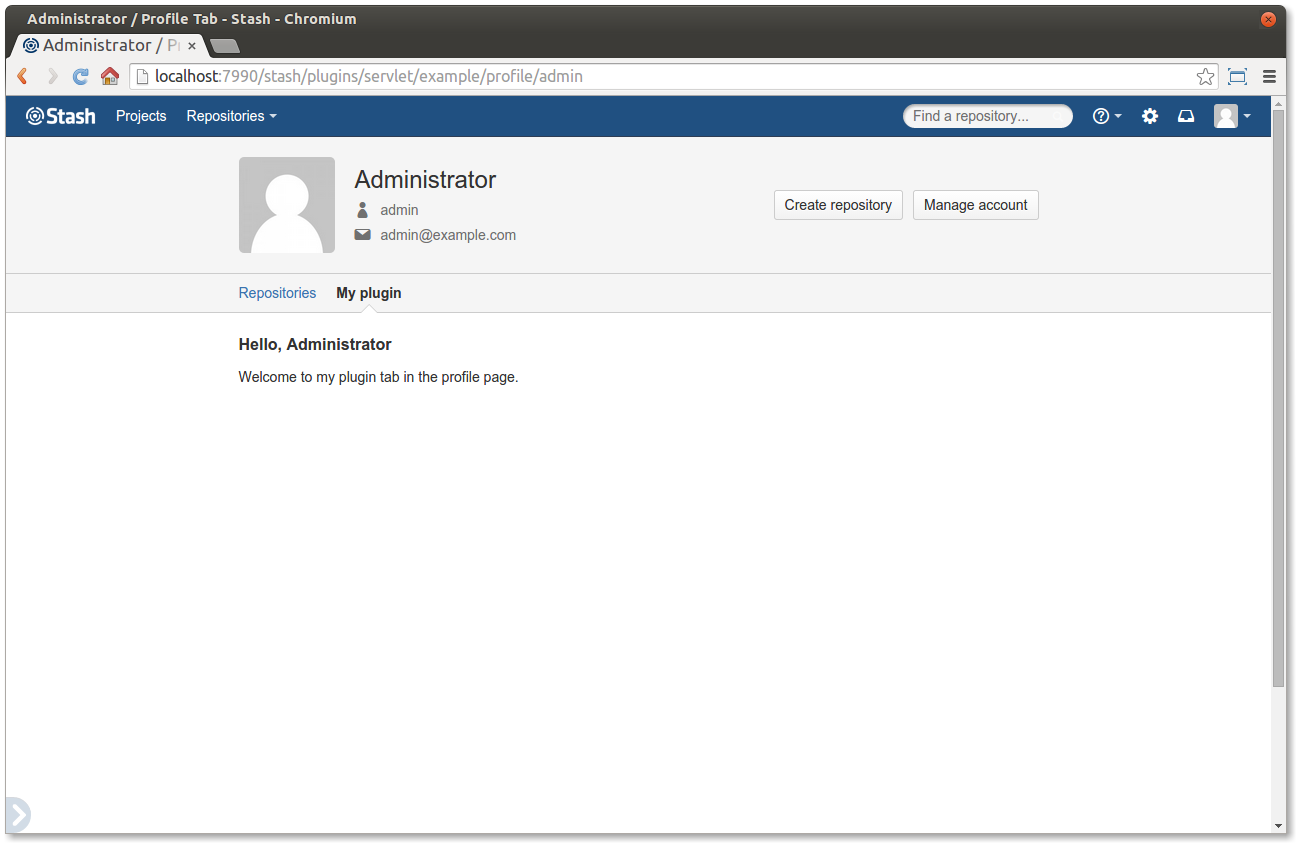 Administrator / Profile Tab - Stash - Chromium
Administrator / P
localhost:7990/stash/plugins/servlet/example/profile/admin
Stash Projects Repositories Find a repository...
Administrator
admin
admin@example.com
Create repository Manage account
Repositories My plugin
Hello, Administrator
Welcome to my plugin tab in the profile page.